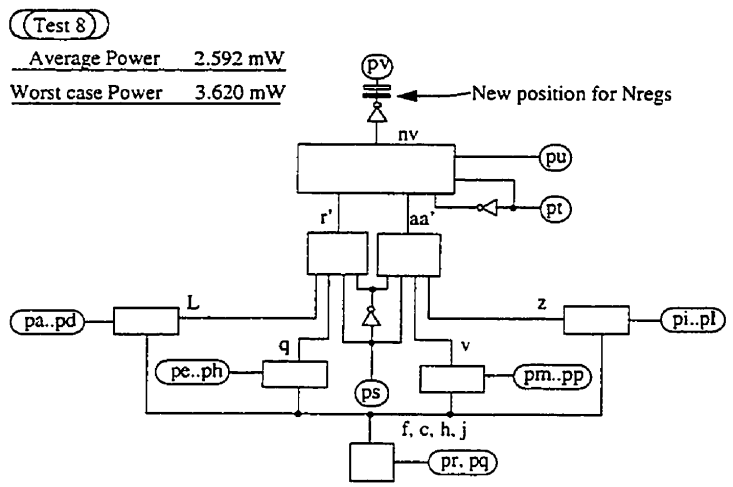 Test 8
Average Power 2.592 mW
Worst case Power 3.620 mW
pv
New position for Nregs
nv
pu
pt
r' aa'
L z
pa..pd pi..pl
q v
pe..ph pm..pp
ps
f, c, h, j
pr, pq